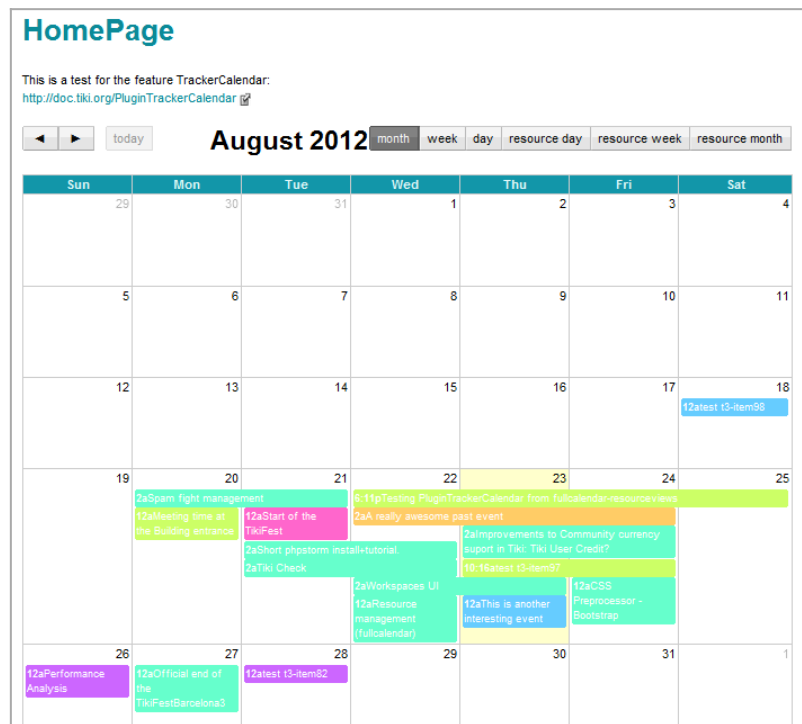 HomePage
This is a test for the feature TrackerCalendar:
http://doc.tiki.org/PluginTrackerCalendar
today
August 2012
month week day resource day resource week resource month
Sun Mon Tue Wed Thu Fri Sat
29 30 31 1 2 3 4
5 6 7 8 9 10 11
12 13 14 15 16 17 18
12atest t3-item98
19 20 21 22 23 24 25
2aSpam fight management
6:11pTesting PluginTrackerCalendar from fullcalendar-resourceviews
12aMeeting time at
the Building entrance
12aStart of the
TikiFest
2aA really awesome past event
2aImprovements to Community currency
suport in Tiki: Tiki User Credit?
2aShort phpstorm install+tutorial.
2aTiki Check
10:16atest t3-item97
2aWorkspaces UI
12aCSS
Preprocessor -
Bootstrap
12aResource
management
(fullcalendar)
12aThis is another
interesting event
26 27 28 29 30 31 1
12aPerformance
Analysis
12aOfficial end of
the
TikiFestBarcelona3
12atest t3-item82